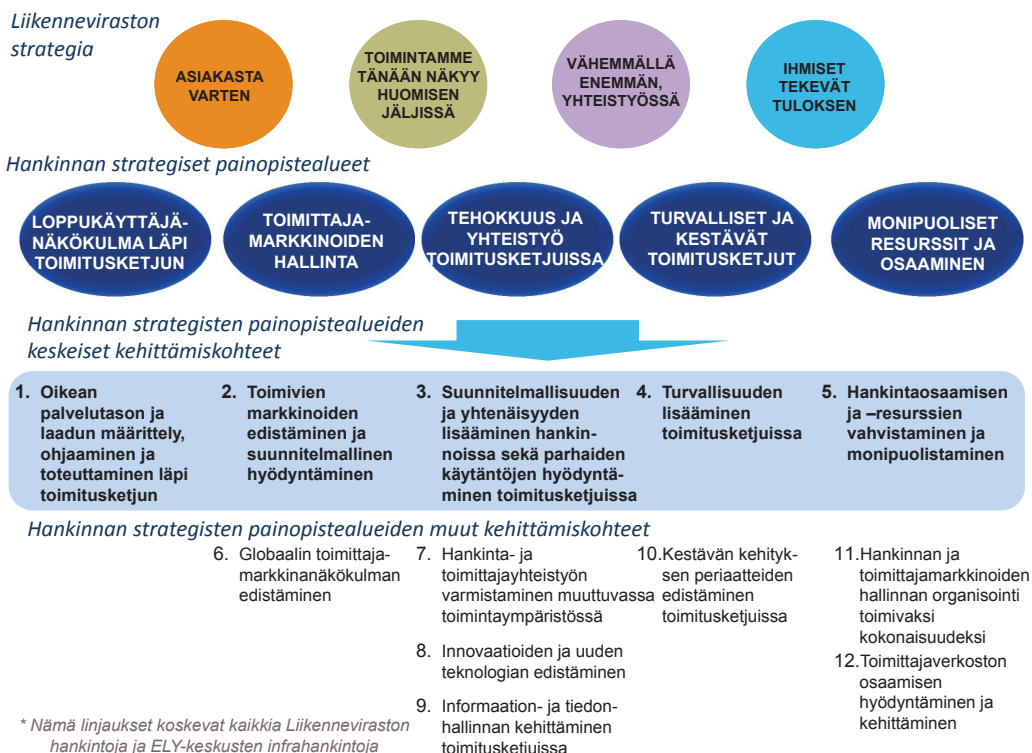 Liikenneviraston
strategia
ASIAKASTA
VARTEN
TOIMINTAMME
TÄNÄÄN NÄKYY
HUOMISEN
JÄLJISSÄ
VÄHEMMÄLLÄ
ENEMMÄN,
YHTEISTYÖSSÄ
IHMISET
TEKEVÄT
TULOKSEN
Hankinnan strategiset painopistealueet
LOPPUKÄYTTÄJÄ-
NÄKÖKULMA LÄPI
TOIMITUSKETJUN
TOIMITTAJA-
MARKKINOIDEN
HALLINTA
TEHOKKUUS JA
YHTEISTYÖ
TOIMITUSKETJUISSA
TURVALLISET JA
KESTÄVÄT
TOIMITUSKETJUT
MONIPUOLISET
RESURSSIT JA
OSAAMINEN
Hankinnan strategisten painopistealueiden
keskeiset kehittämiskohteet
1. Oikean
palvelutason ja
laadun määrittely,
ohjaaminen ja
toteuttaminen läpi
toimitusketjun
2. Toimivien
markkinoiden
edistäminen ja
suunnitelmallinen
hyödyntäminen
3. Suunnitelmallisuuden
ja yhtenäisyyden
lisääminen hankin-
noissa sekä parhaiden
käytäntöjen hyödyntä-
minen toimitusketjuissa
4. Turvallisuuden
lisääminen
toimitusketjuissa
5. Hankintaosaamisen
ja –resurssien
vahvistaminen ja
monipuolistaminen
Hankinnan strategisten painopistealueiden muut kehittämiskohteet
6. Globaalin toimittaja-
markkinanäkökulman
edistäminen
7. Hankinta- ja
toimittajayhteistyön
varmistaminen muuttuvassa
toimintaympäristössä
8. Innovaatioiden ja uuden
teknologian edistäminen
9. Informaation- ja tiedon-
hallinnan kehittäminen
toimitusketjuissa
10.Kestävän kehityk-
sen periaatteiden
edistäminen
toimitusketjuissa
11.Hankinnan ja
toimittajamarkkinoiden
hallinnan organisointi
toimivaksi
kokonaisuudeksi
12.Toimittajaverkoston
osaamisen
hyödyntäminen ja
kehittäminen
* Nämä linjaukset koskevat kaikkia Liikenneviraston
hankintoja ja ELY-keskusten infrahankintoja